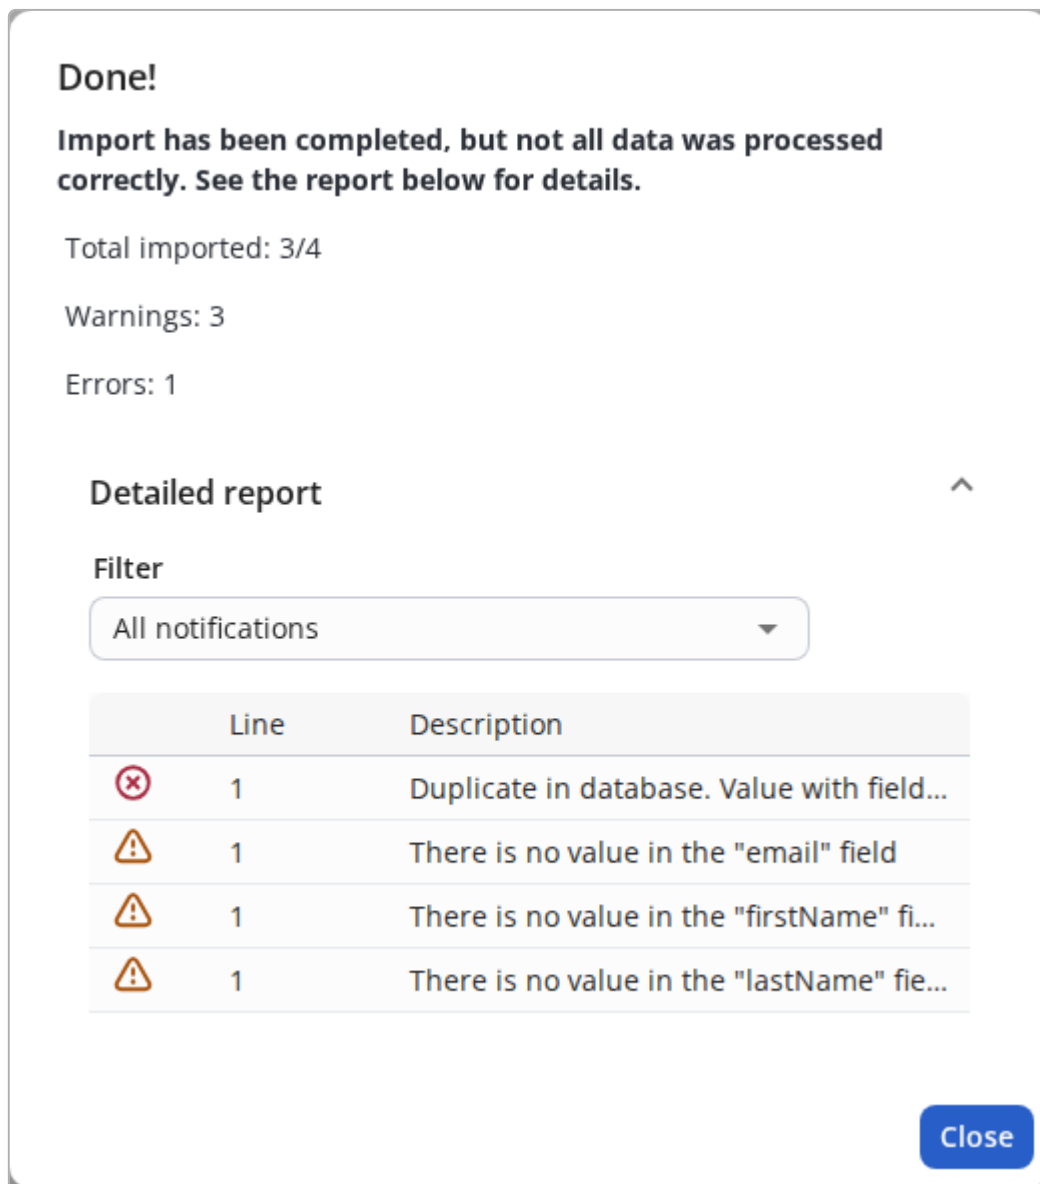 Done!
Import has been completed, but not all data was processed
correctly. See the report below for details.
Total imported: 3/4
Warnings: 3
Errors: 1
Detailed report
Filter
All notifications
Line Description
1 Duplicate in database. Value with field...
1 There is no value in the "email" field
1 There is no value in the "firstName" fi...
1 There is no value in the "lastName" fie...
Close